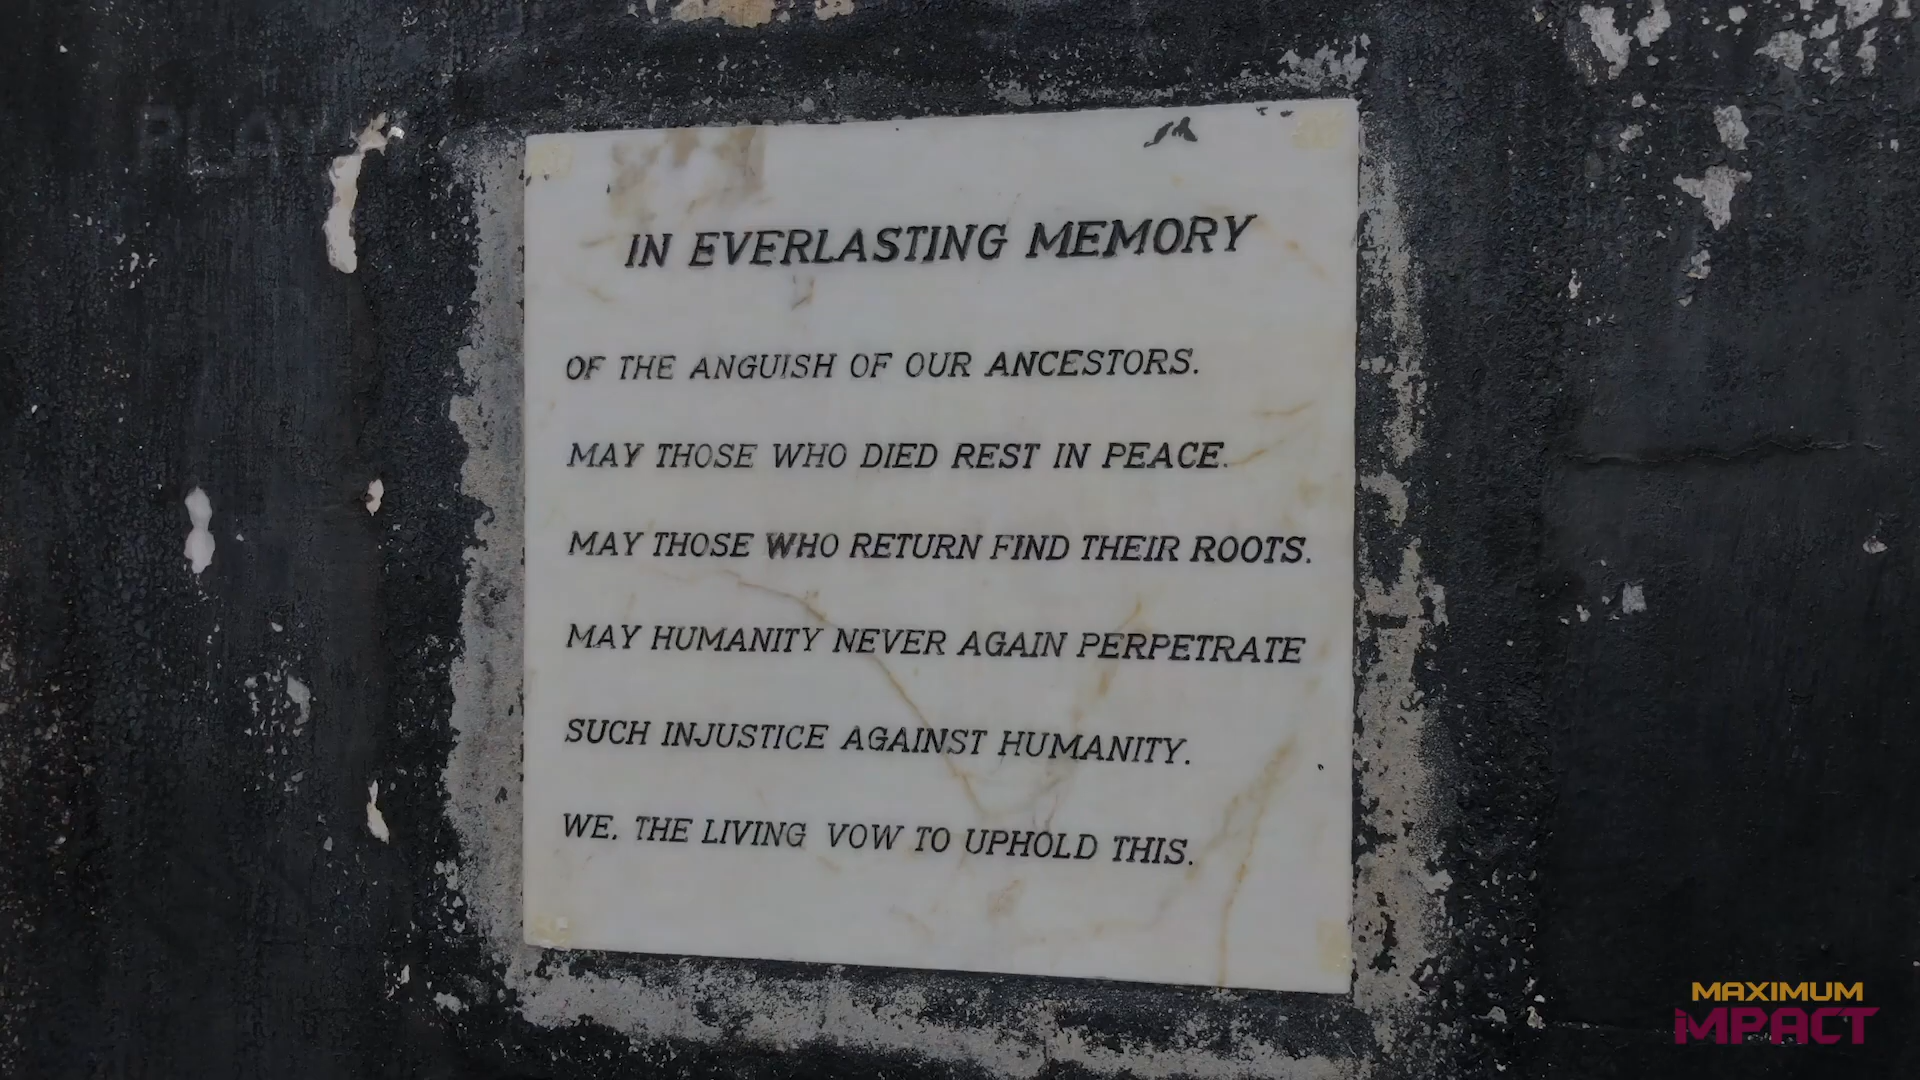 PLAY
IN EVERLASTING MEMORY
OF THE ANGUISH OF OUR ANCESTORS.
MAY THOSE WHO DIED REST IN PEACE.
MAY THOSE WHO RETURN FIND THEIR ROOTS.
MAY HUMANITY NEVER AGAIN PERPETRATE
SUCH INJUSTICE AGAINST HUMANITY.
WE. THE LIVING VOW TO UPHOLD THIS.
MAXIMUM
IMPACT